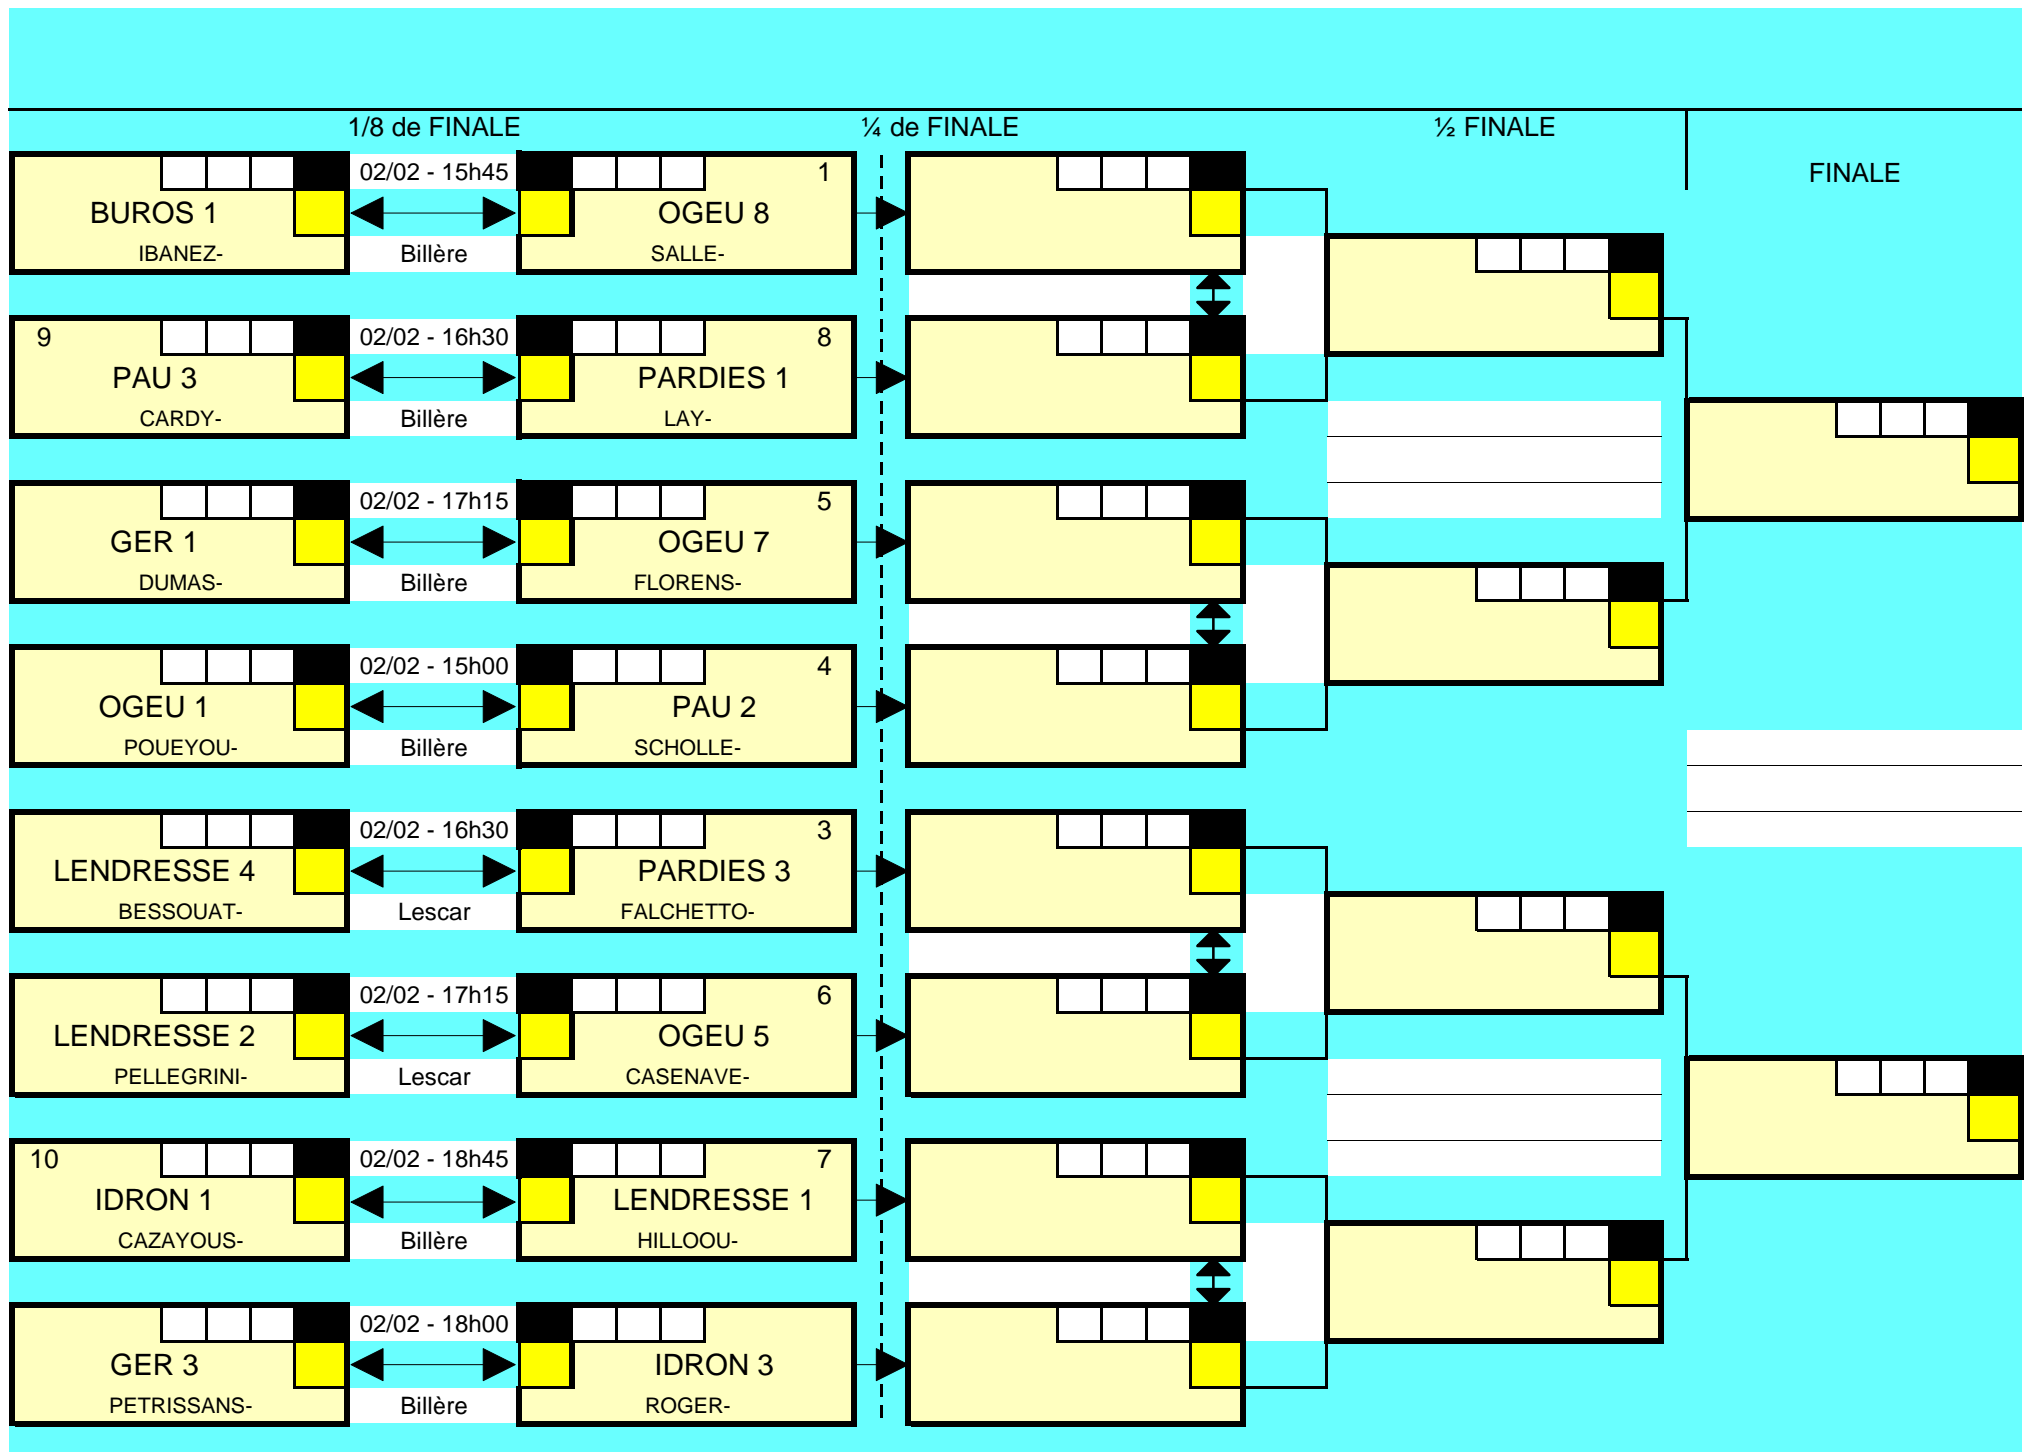 1/8 de FINALE
¼ de FINALE
½ FINALE
FINALE
02/02 - 15h45
1
BUROS 1
OGEU 8
IBANEZ-
Billère
SALLE-
9
02/02 - 16h30
8
PAU 3
PARDIES 1
CARDY-
Billère
LAY-
02/02 - 17h15
5
GER 1
OGEU 7
DUMAS-
Billère
FLORENS-
02/02 - 15h00
4
OGEU 1
PAU 2
POUEYOU-
Billère
SCHOLLE-
02/02 - 16h30
3
LENDRESSE 4
PARDIES 3
BESSOUAT-
Lescar
FALCHETTO-
02/02 - 17h15
6
LENDRESSE 2
OGEU 5
PELLEGRINI-
Lescar
CASENAVE-
10
02/02 - 18h45
7
IDRON 1
LENDRESSE 1
CAZAYOUS-
Billère
HILLOOU-
02/02 - 18h00
GER 3
IDRON 3
PETRISSANS-
Billère
ROGER-